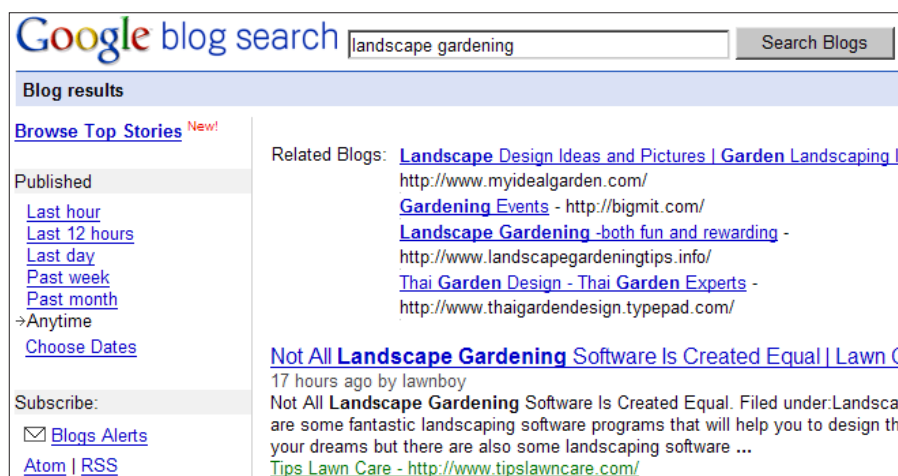 Google blog search landscape gardening Search Blogs
Blog results
Browse Top Stories New!
Published
Last hour
Last 12 hours
Last day
Past week
Past month
→Anytime
Choose Dates
Subscribe:
Blogs Alerts
Atom | RSS
Related Blogs: Landscape Design Ideas and Pictures | Garden Landscaping
http://www.myidealgarden.com/
Gardening Events - http://bigmit.com/
Landscape Gardening -both fun and rewarding -
http://www.landscapegardeningtips.info/
Thai Garden Design - Thai Garden Experts -
http://www.thaigardendesign.typepad.com/
Not All Landscape Gardening Software Is Created Equal | Lawn
17 hours ago by lawnboy
Not All Landscape Gardening Software Is Created Equal. Filed under:Landsca
are some fantastic landscaping software programs that will help you to design th
your dreams but there are also some landscaping software ...
Tips Lawn Care - http://www.tipslawncare.com/